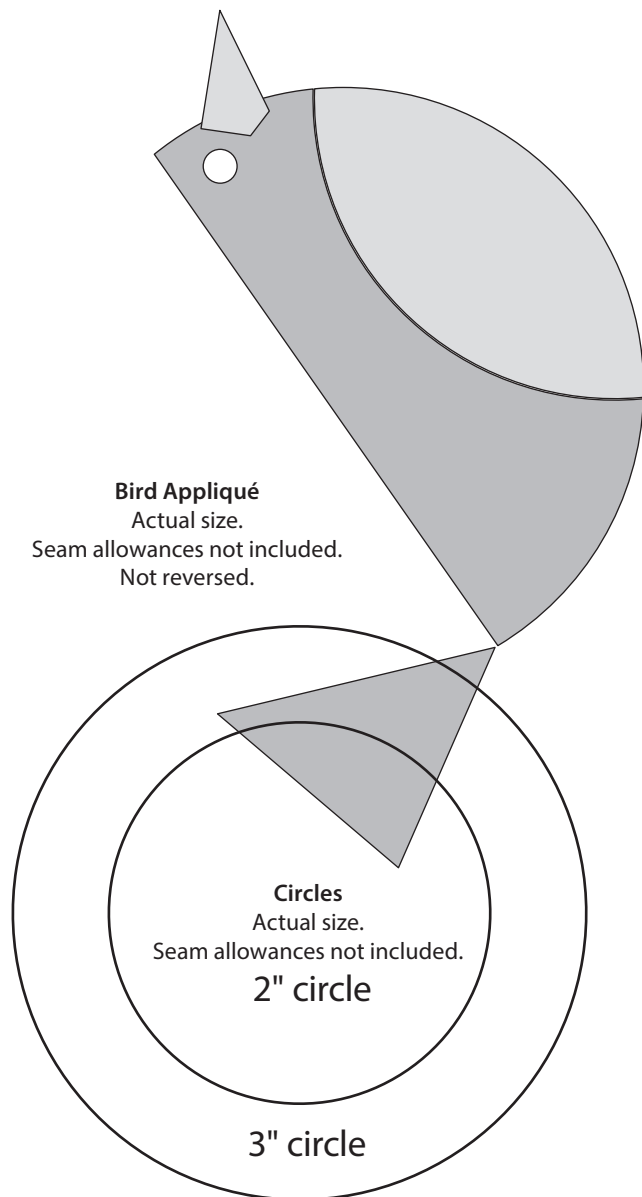 Bird Appliqué
Actual size.
Seam allowances not included.
Not reversed.
Circles
Actual size.
Seam allowances not included.
2" circle
3" circle